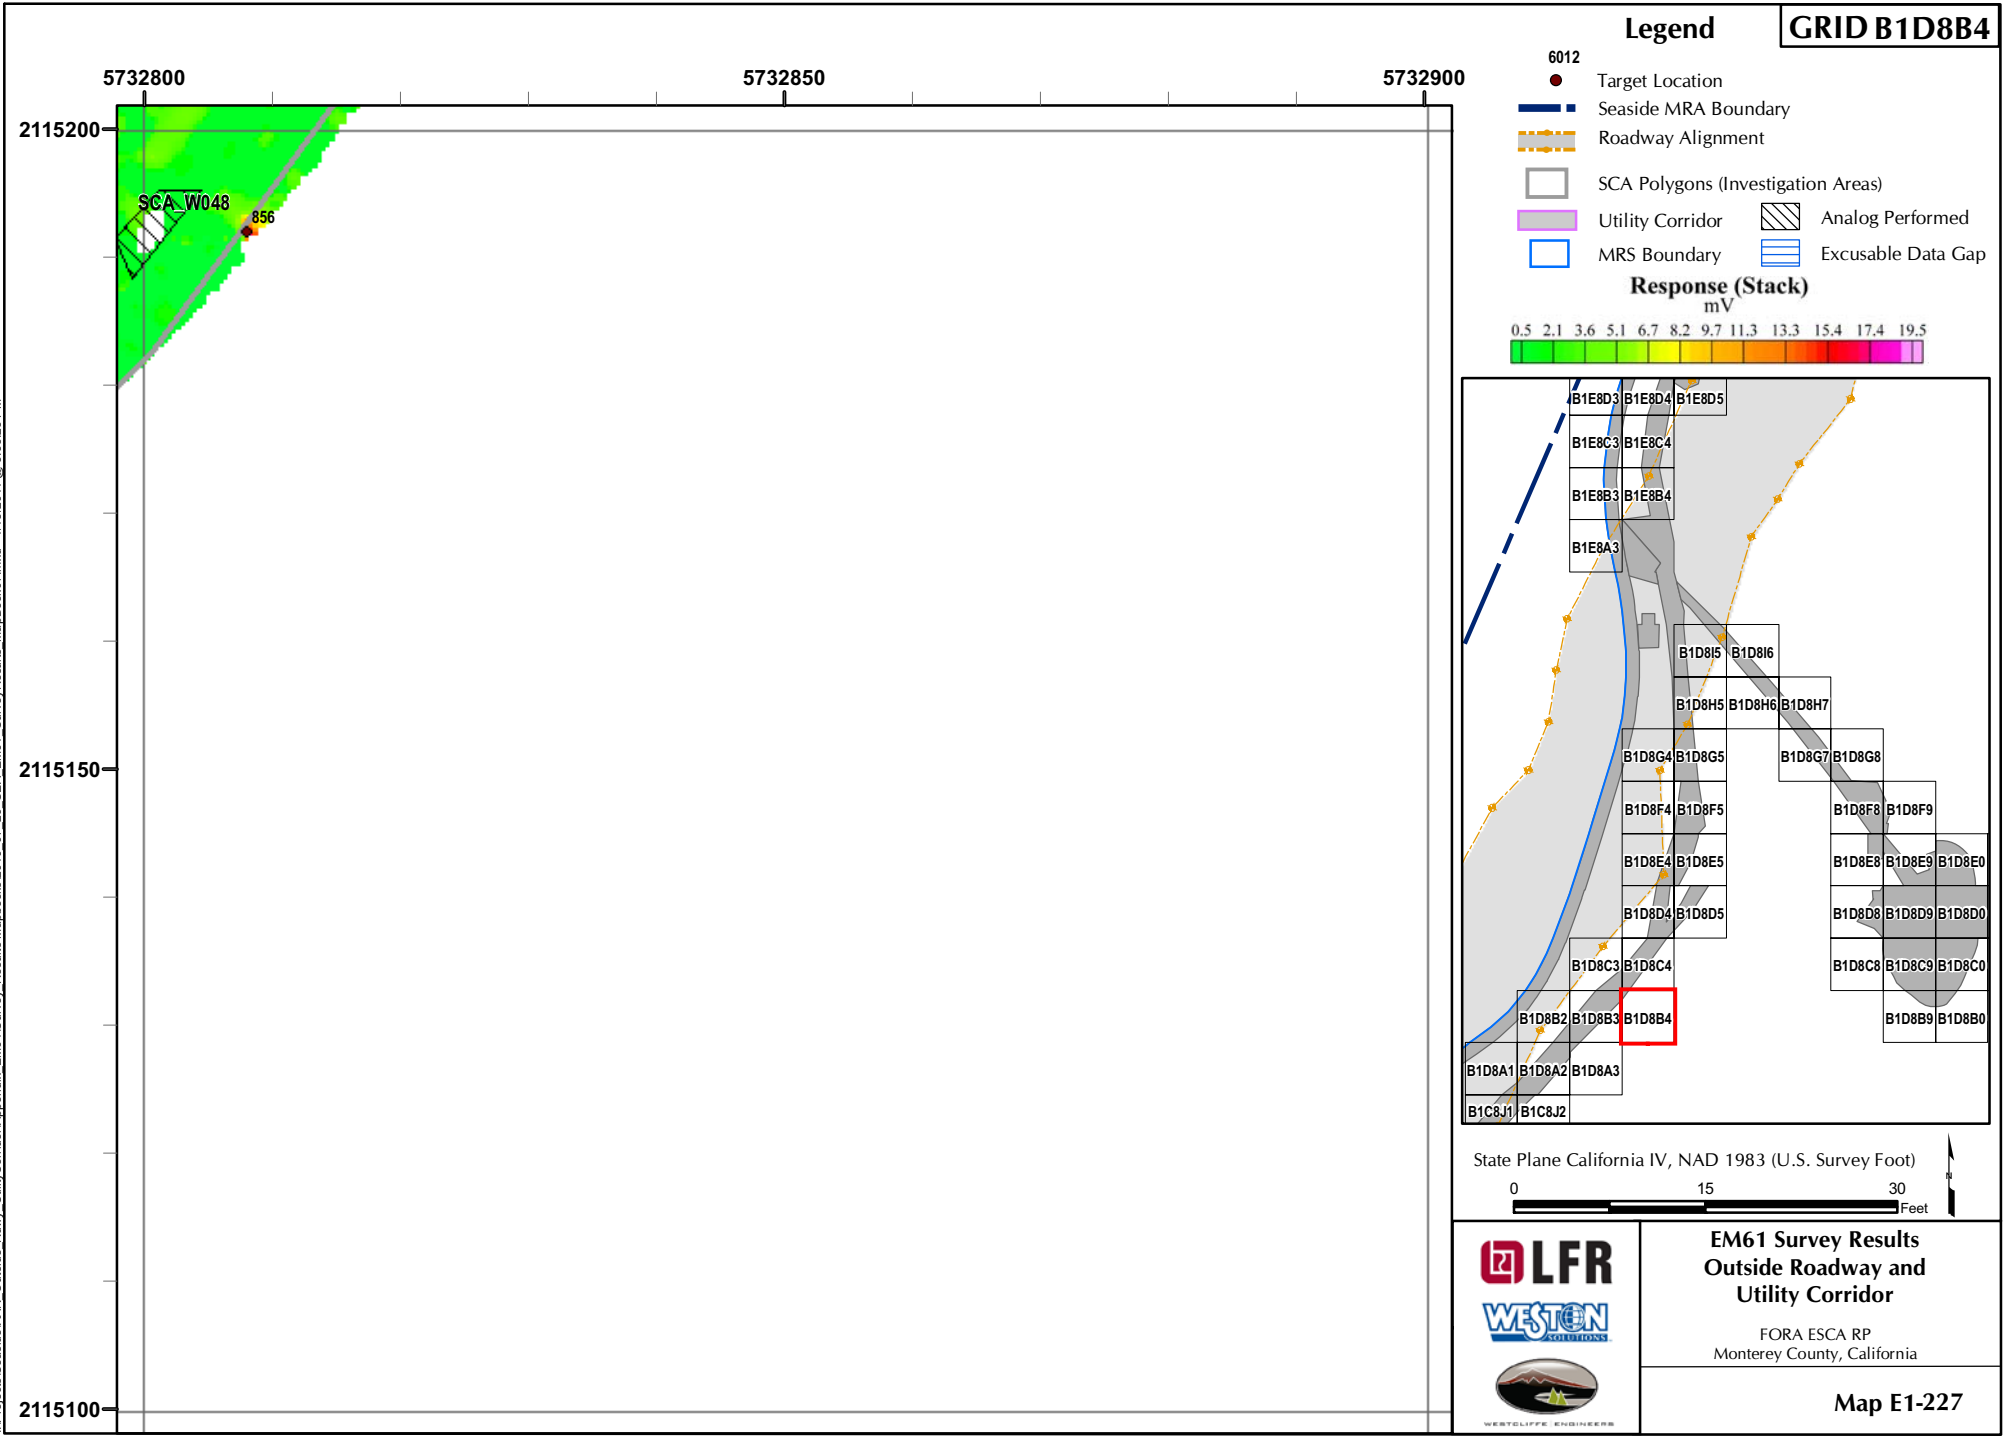 GRID B1D8B4
Legend
6012
Target Location
Seaside MRA Boundary
Roadway Alignment
SCA Polygons (Investigation Areas)
Utility Corridor
Analog Performed
MRS Boundary
Excusable Data Gap
Response (Stack)
mV
0.5 2.1 3.6 5.1 6.7 8.2 9.7 11.3 13.3 15.4 17.4 19.5
5732800 5732850 5732900
2115200
SCA_W048
856
2115150
2115100
B1E8D3 B1E8D4 B1E8D5
B1E8C3 B1E8C4
B1E8B3 B1E8B4
B1E8A3
B1D8I5 B1D8I6
B1D8H5 B1D8H6 B1D8H7
B1D8G4 B1D8G5 B1D8G7 B1D8G8
B1D8F4 B1D8F5 B1D8F8 B1D8F9
B1D8E4 B1D8E5 B1D8E8 B1D8E9 B1D8E0
B1D8D4 B1D8D5 B1D8D8 B1D8D9 B1D8D0
B1D8C3 B1D8C4 B1D8C8 B1D8C9 B1D8C0
B1D8B2 B1D8B3 B1D8B4 B1D8B9 B1D8B0
B1D8A1 B1D8A2 B1D8A3
B1C8J1 B1C8J2
State Plane California IV, NAD 1983 (U.S. Survey Foot)
0 15 30
Feet
N
LFR
WESTON
SOLUTIONS
WESTCLIFFE ENGINEERS
EM61 Survey Results
Outside Roadway and
Utility Corridor
FORA ESCA RP
Monterey County, California
Map E1-227